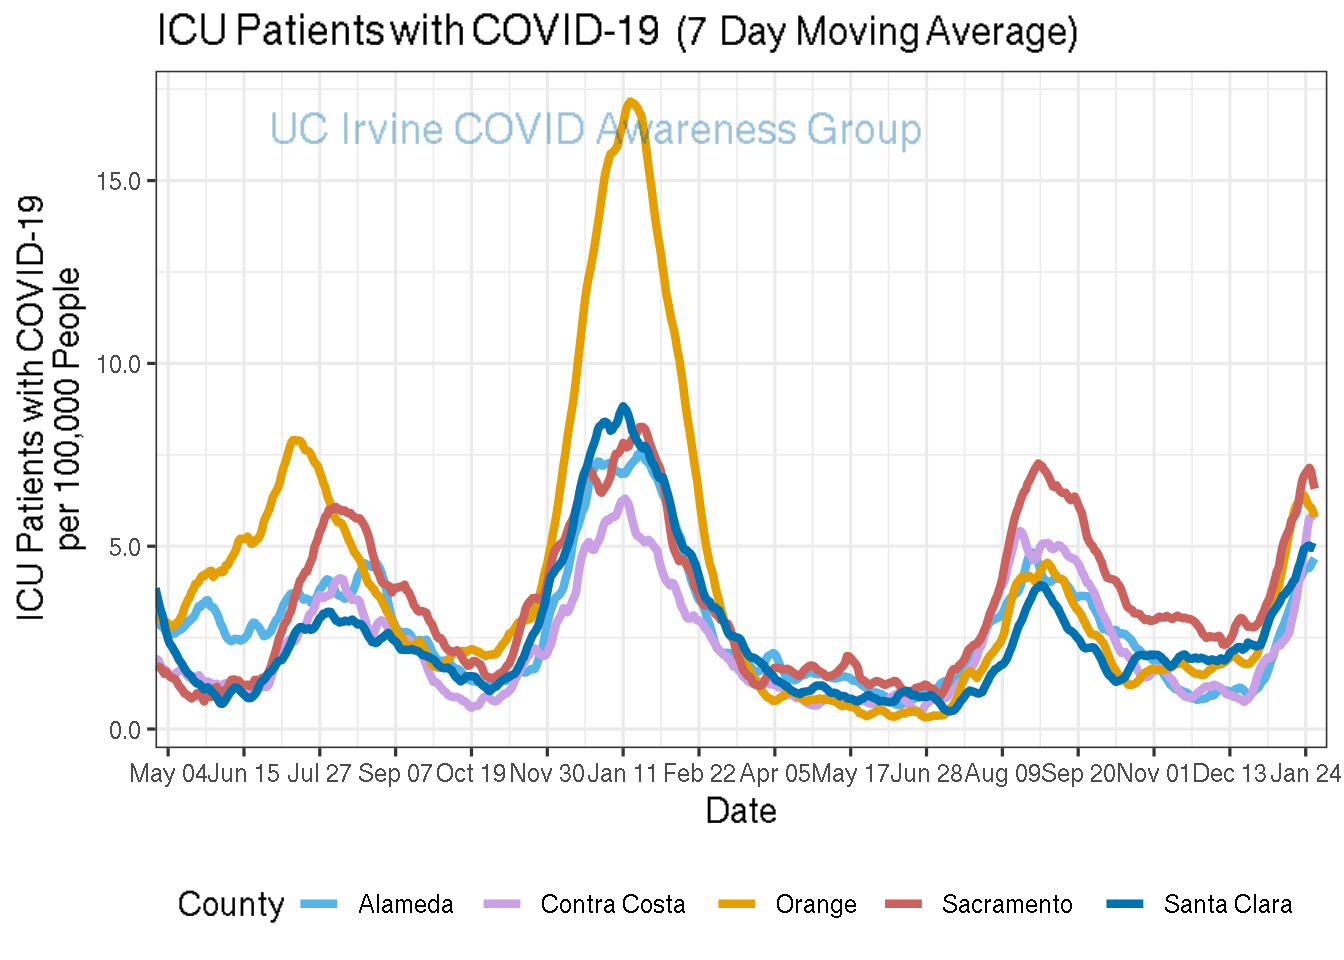 ICU Patients with COVID-19 (7 Day Moving Average)
UC Irvine COVID Awareness Group
ICU Patients with COVID-19
per 100,000 People
15.0
10.0
5.0
0.0
May 04 Jun 15 Jul 27 Sep 07 Oct 19 Nov 30 Jan 11 Feb 22 Apr 05 May 17 Jun 28 Aug 09 Sep 20 Nov 01 Dec 13 Jan 24
Date
County Alameda Contra Costa Orange Sacramento Santa Clara